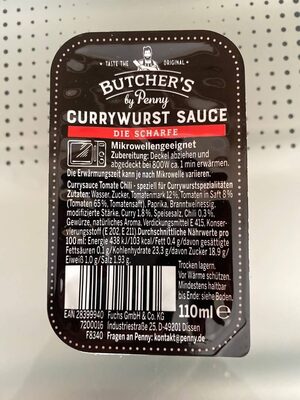 TASTE THE ORIGINAL
BUTCHER'S
by Penny
CURRYWURST SAUCE
DIE SCHARFE
Mikrowellengeeignet
Zubereitung: Deckel abziehen und
abgedeckt bei 800W ca. 1 min erwärmen.
Die Erwärmungszeit kann je nach Mikrowelle variieren.
Currysauce Tomate Chili - speziell für Currywurstspezialitäten
Zutaten: Wasser, Zucker, Tomatenmark 12%, Tomaten in Saft 8%
(Tomaten 65%, Tomatensaft), Paprika, Branntweinessig,
modifizierte Stärke, Curry 1.8%, Speisesalz, Chili 0.3%,
Gewürze, natürliches Aroma, Verdickungsmittel E 415, Konser-
vierungsstoff (E 202, E 211) Durchschnittliche Nährwerte pro
100 ml: Energie 438 kJ/103 kcal/Fett 0.4 g/davon gesättigte
Fettsäuren 0.1 g/Kohlenhydrate 23.3 g/davon Zucker 18.9 g/
Eiweiß 1.0 g/Salz 1.93 g.
Trocken lagern.
Vor Wärme schützen.
Mindestens haltbar
bis Ende: siehe Boden.
110 ml e
EAN 28399940
7200016
F8340
Fuchs GmbH & Co. KG
Industriestraße 25, D-49201 Dissen
Fragen an Penny: kontakt@penny.de